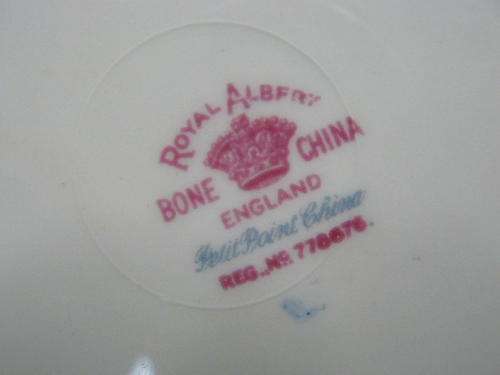 ROYAL ALBERT
BONE CHINA
ENGLAND
Petit Point China
REG. No. 778676.